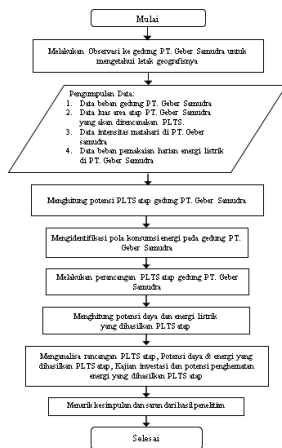 Mulai
Melakukan Observasi ke gedung PT. Geber Samudra untuk
mengetahui letak geografisnya
Pengumpulan Data:
1. Data beban gedung PT. Geber Samudra
2. Data luas area atap PT. Geber Samudra
yang akan direncanakan PLTS.
3. Data intensitas matahari di PT. Geber
samudra
4. Data beban pemakaian harian energi listrik
di PT. Geber Samudra
Menghitung potensi PLTS atap gedung PT. Geber Samudra
Mengidentifikasi pola konsumsi energi pada gedung PT.
Geber Samudra
Melakukan perancangan PLTS atap gedung PT. Geber
Samudra
Menghitung potensi daya dan energi listrik
yang dihasilkan PLTS atap
Menganalisa rancangan PLTS atap, Potensi daya & energi yang
dihasilkan PLTS atap, Kajian investasi dan potensi penghematan
energi yang dihasilkan PLTS atap
Menarik kesimpulan dan saran dari hasil penelitian
Selesai